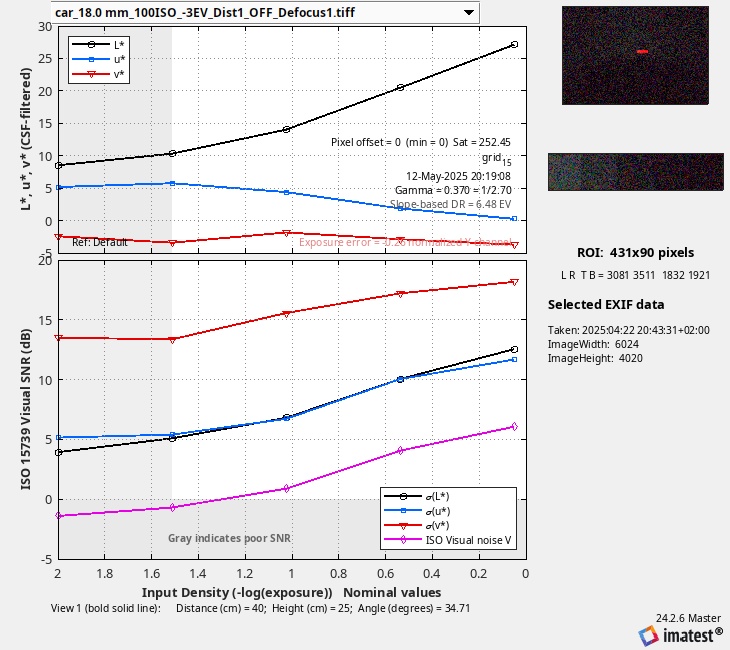 car_18.0 mm_100ISO_-3EV_Dist1_OFF_Defocus1.tiff
L*, u*, v* (CSF-filtered)
30
25
20
15
10
5
0
-5
L*
u*
v*
Pixel offset = 0 (min = 0) Sat = 252.45
grid15
12-May-2025 20:19:08
Gamma = 0.370 = 1/2.70
Slope-based DR = 6.48 EV
Ref: Default
ISO 15739 Visual SNR (dB)
20
15
10
5
0
-5
Gray indicates poor SNR
σ(L*)
σ(u*)
σ(v*)
ISO Visual noise V
2 1.8 1.6 1.4 1.2 1 0.8 0.6 0.4 0.2 0
Input Density (-log(exposure)) Nominal values
View 1 (bold solid line): Distance (cm) = 40; Height (cm) = 25; Angle (degrees) = 34.71
ROI: 431x90 pixels
L R T B = 3081 3511 1832 1921
Selected EXIF data
Taken: 2025:04:22 20:43:31+02:00
ImageWidth: 6024
ImageHeight: 4020
24.2.6 Master
imatest®